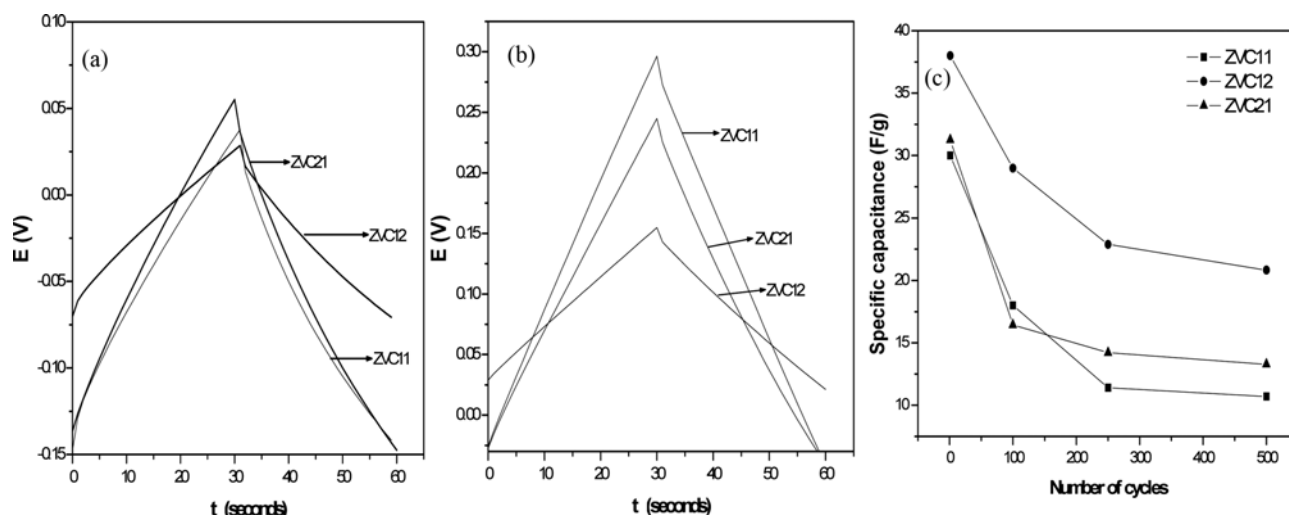 (a)
0.10
0.05
0.00
-0.05
-0.10
-0.15
E (V)
ZVC21
ZVC12
ZVC11
0 10 20 30 40 50 60
t (seconds)
(b)
0.30
0.25
0.20
0.15
0.10
0.05
0.00
E (V)
ZVC11
ZVC21
ZVC12
0 10 20 30 40 50 60
t (seconds)
(c)
40
35
30
25
20
15
10
Specific capacitance (F/g)
ZVC11
ZVC12
ZVC21
0 100 200 300 400 500
Number of cycles